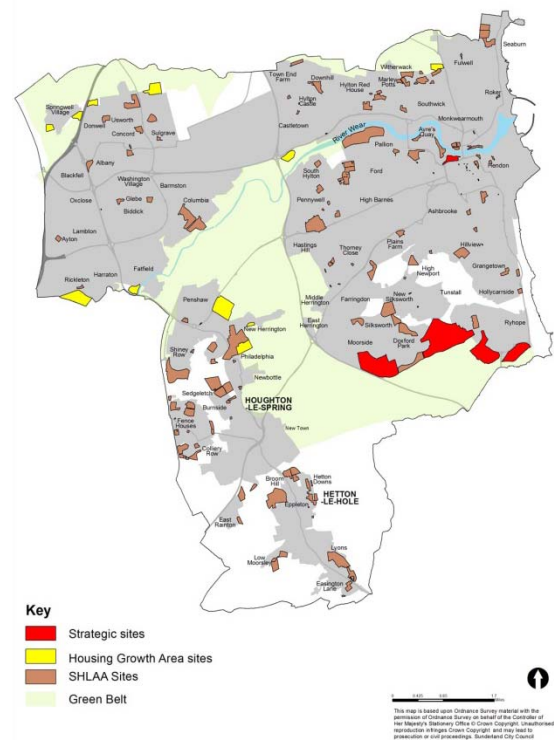 Seaburn
Fulwell
Witherwack
Town End
Farm
Downhill
Marley
Potts
Hylton Red
House
Roker
Springwell
Village
Hylton
Castle
Southwick
Usworth
Donwell
Concord
Sulgrave
Castletown
Monkwearmouth
River Wear
Ayre's
Quay
Pallion
Albany
Hendon
South
Hylton
Ford
Blackfell
Washington
Village
Barmston
Pennywell
High Barnes
Oxclose
Glebe
Columbia
Biddick
Ashbrooke
Lambton
Ayton
Hastings
Hill
Thorney
Close
Plains
Farm
Hillview
High
Newport
Grangetown
Rickleton
Harraton
Fatfield
Hollycarrside
Middle
Herrington
Farringdon
New
Silksworth
Tunstall
Penshaw
East
Herrington
Silksworth
Ryhope
New Herrington
Moorside
Doxford
Park
Shiney
Row
Philadelphia
Newbottle
Sedgeletch
HOUGHTON
-LE-SPRING
Burnside
Fence
Houses
New Town
Colliery
Row
Broom
Hill
Hetton
Downs
HETTON
-LE-HOLE
Eppleton
East
Rainton
Low
Moorsley
Lyons
Easington
Lane
Key
Strategic sites
Housing Growth Area sites
SHLAA Sites
Green Belt
This map is based upon Ordnance Survey material with the
permission of Ordnance Survey on behalf of the Controller of
Her Majesty's Stationery Office © Crown Copyright. Unauthorised
reproduction infringes Crown Copyright and may lead to
prosecution or civil proceedings. Sunderland City Council